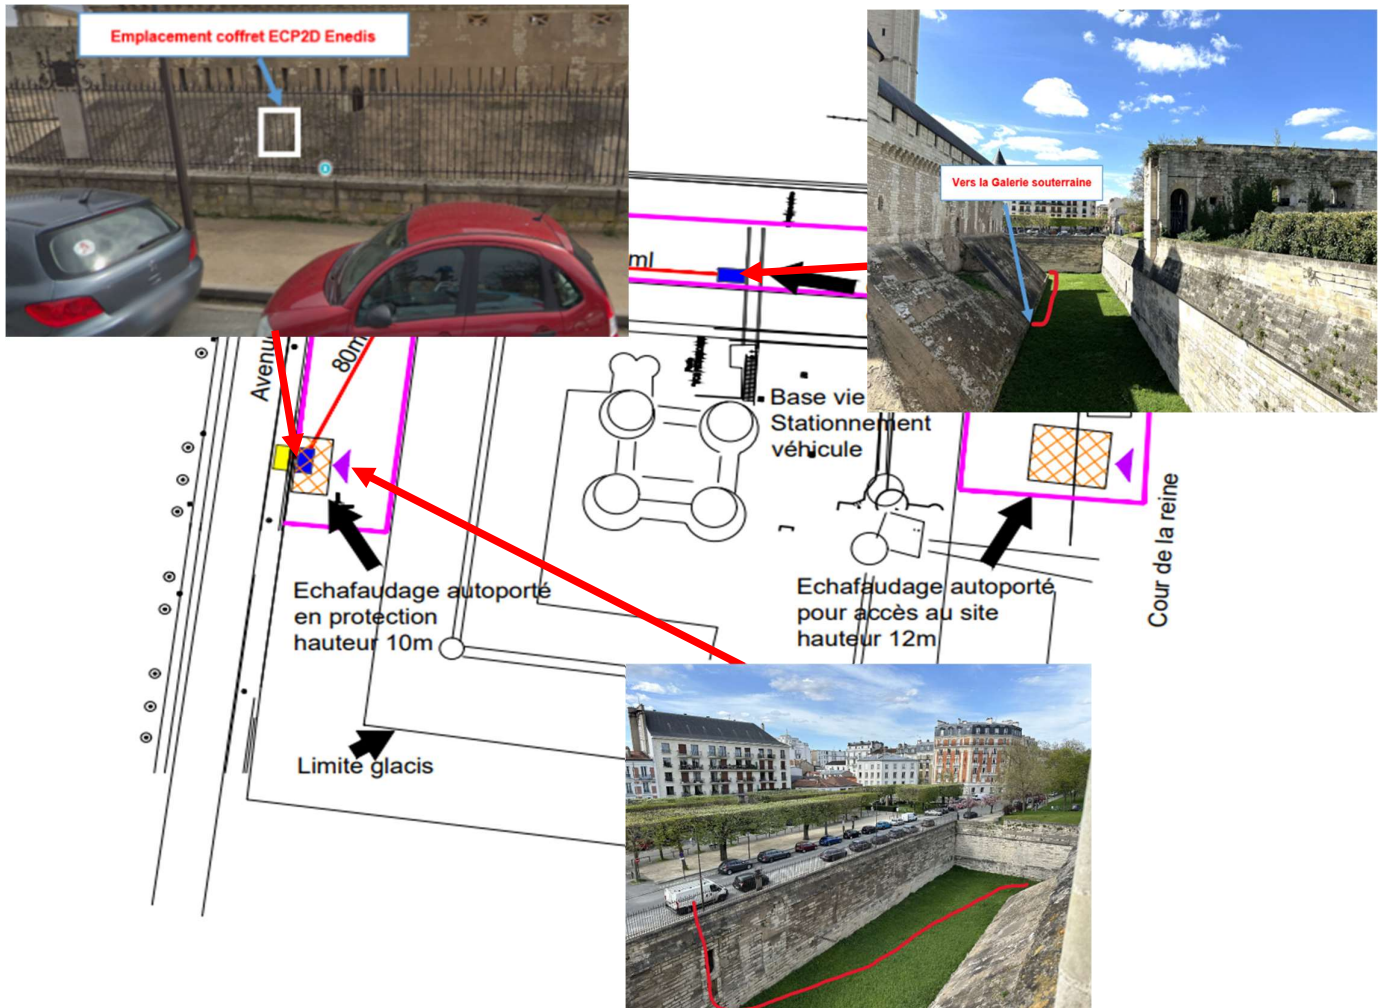 Emplacement coffret ECP2D Enedis
Vers la Galerie souterraine
ml
Avenu
80m
Base vie
Stationnement
véhicule
Echafaudage autoporté
en protection
hauteur 10m
Echafaudage autoporté
pour accès au site
hauteur 12m
Cour de la reine
Limite glacis